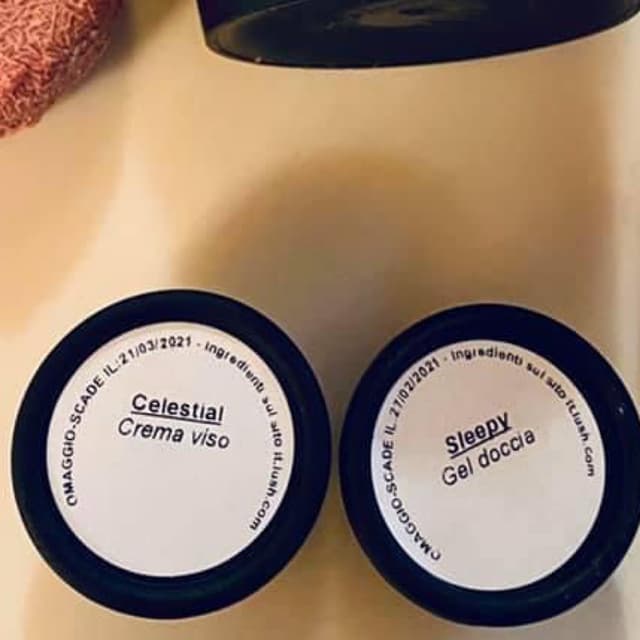 OMAGGIO-SCADE IL:21/03/2021 - Ingredienti sul sito it.lush.com
Celestial
Crema viso
OMAGGIO-SCADE IL:21/02/2021 - Ingredienti sul sito it.lush.com
Sleepy
Gel doccia